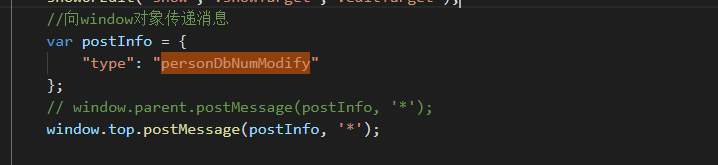 //向window对象传递消息
var postInfo = {
"type": "personDbNumModify"
};
// window.parent.postMessage(postInfo, '*');
window.top.postMessage(postInfo, '*');